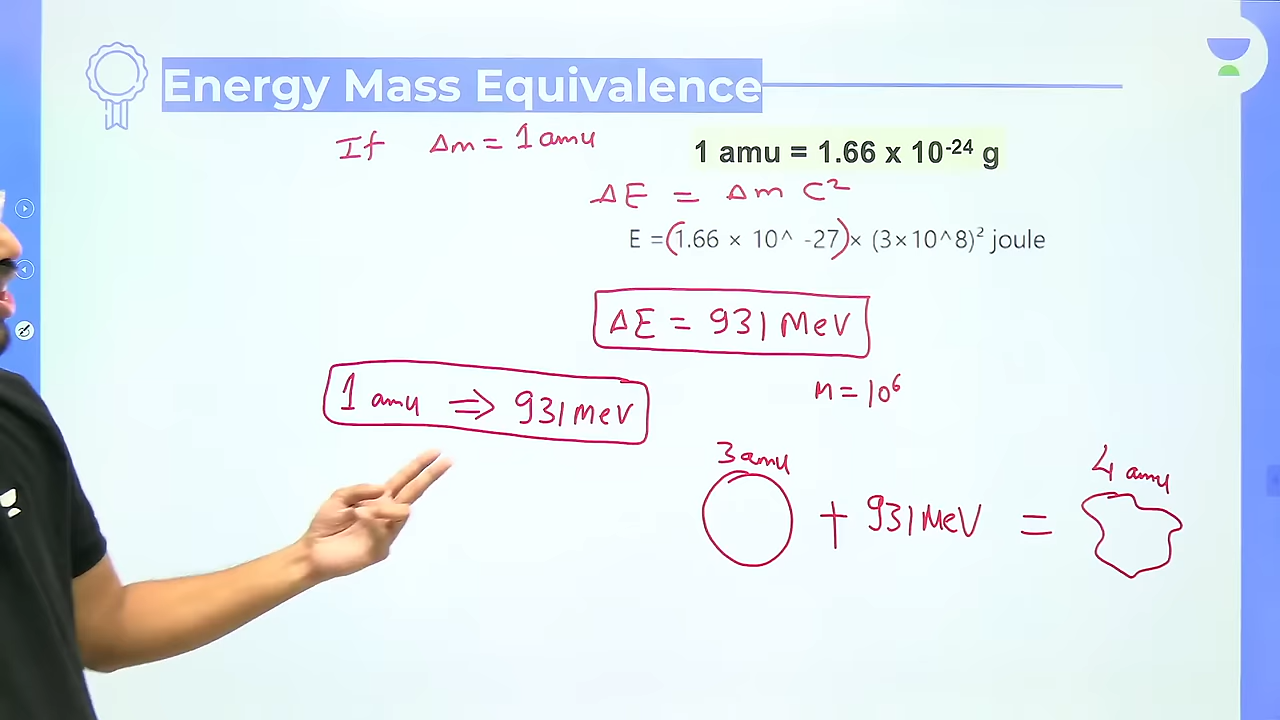 Energy Mass Equivalence
If Δm = 1 amu
1 amu = 1.66 x 10⁻²⁴ g
ΔE = Δm C²
E = (1.66 × 10^ -27) × (3×10^8)² joule
ΔE = 931 MeV
1 amu ⇒ 931 MeV
M = 10⁶
3 amu
4 amu
+ 931 MeV =